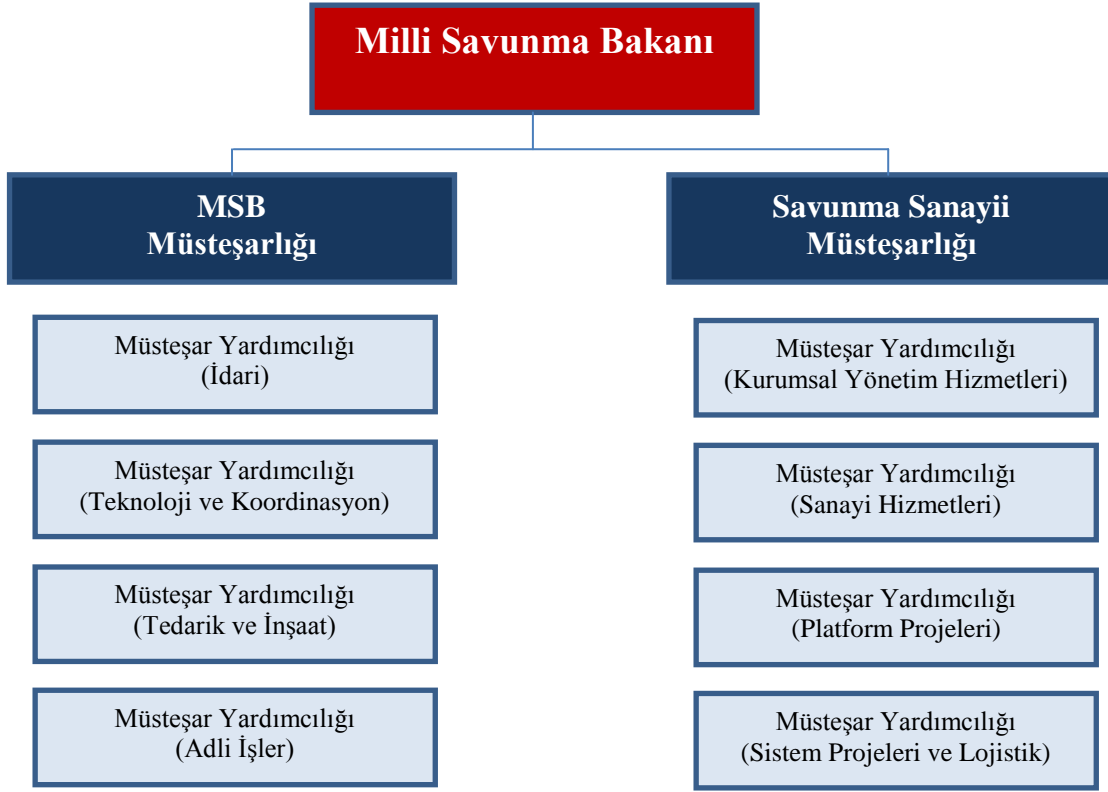 Milli Savunma Bakanı
MSB
Müsteşarlığı
Müsteşar Yardımcılığı
(İdari)
Müsteşar Yardımcılığı
(Teknoloji ve Koordinasyon)
Müsteşar Yardımcılığı
(Tedarik ve İnşaat)
Müsteşar Yardımcılığı
(Adli İşler)
Savunma Sanayii
Müsteşarlığı
Müsteşar Yardımcılığı
(Kurumsal Yönetim Hizmetleri)
Müsteşar Yardımcılığı
(Sanayi Hizmetleri)
Müsteşar Yardımcılığı
(Platform Projeleri)
Müsteşar Yardımcılığı
(Sistem Projeleri ve Lojistik)